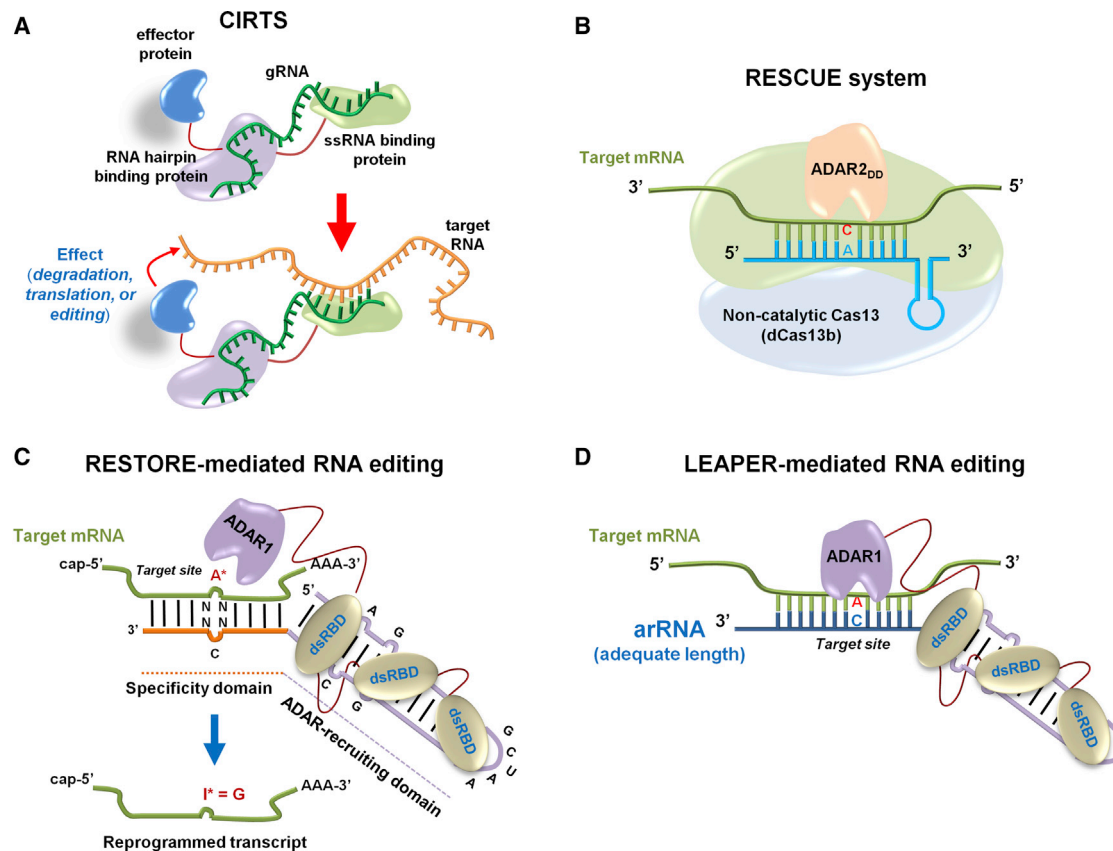 A
CIRTS
effector
protein
gRNA
RNA hairpin
binding protein
ssRNA binding
protein
target
RNA
Effect
(degradation,
translation, or
editing)
B
RESCUE system
Target mRNA
ADAR2DD
3’
5’
C
A
5’
3’
Non-catalytic Cas13
(dCas13b)
C
RESTORE-mediated RNA editing
Target mRNA
ADAR1
cap-5’
Target site
A*
AAA-3’
N N
N N
3’
C
5’
dsRBD
A
G
C
G
dsRBD
dsRBD
G
C
U
A
A
Specificity domain
ADAR-recruiting domain
cap-5’
I* = G
AAA-3’
Reprogrammed transcript
D
LEAPER-mediated RNA editing
Target mRNA
ADAR1
5’
3’
A
C
3’
arRNA
(adequate length)
Target site
dsRBD
dsRBD
dsRBD